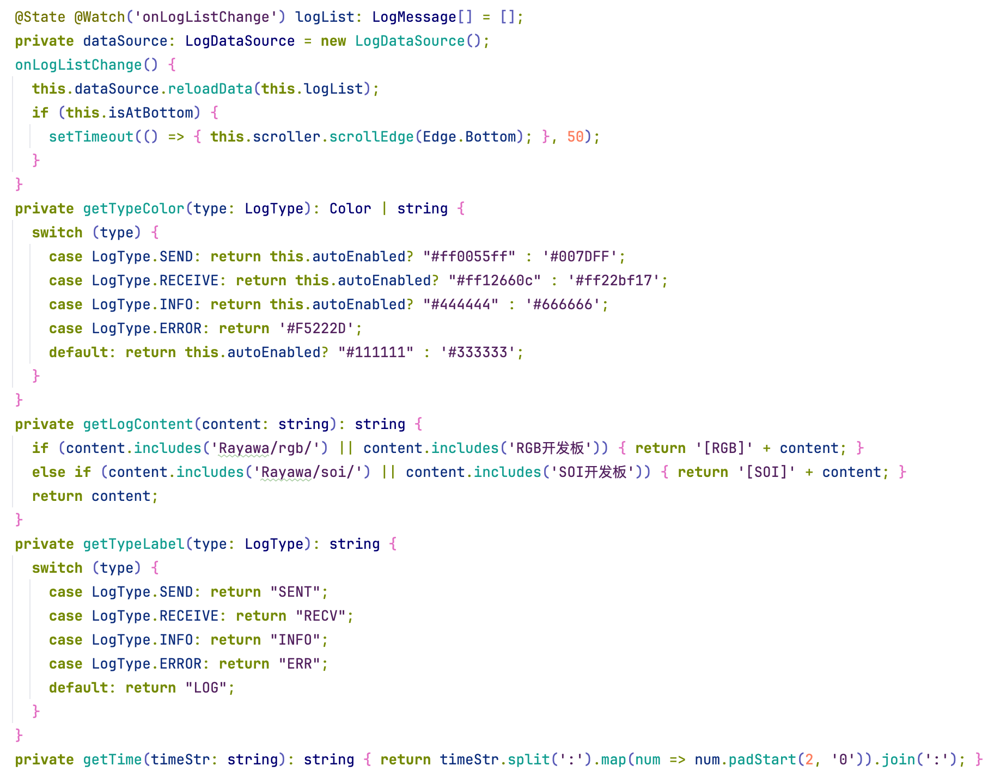 @State @Watch('onLogListChange') logList: LogMessage[] = [];
private dataSource: LogDataSource = new LogDataSource();
onLogListChange() {
  this.dataSource.reloadData(this.logList);
  if (this.isAtBottom) {
    setTimeout(() => { this.scroller.scrollEdge(Edge.Bottom); }, 50);
  }
}
private getTypeColor(type: LogType): Color | string {
  switch (type) {
    case LogType.SEND: return this.autoEnabled? "#ff0055ff" : '#007DFF';
    case LogType.RECEIVE: return this.autoEnabled? "#ff12660c" : '#ff22bf17';
    case LogType.INFO: return this.autoEnabled? "#444444" : '#666666';
    case LogType.ERROR: return '#F5222D';
    default: return this.autoEnabled? "#111111" : '#333333';
  }
}
private getLogContent(content: string): string {
  if (content.includes('Rayawa/rgb/') || content.includes('RGB开发板')) { return '[RGB]' + content; }
  else if (content.includes('Rayawa/soi/') || content.includes('SOI开发板')) { return '[SOI]' + content; }
  return content;
}
private getTypeLabel(type: LogType): string {
  switch (type) {
    case LogType.SEND: return "SENT";
    case LogType.RECEIVE: return "RECV";
    case LogType.INFO: return "INFO";
    case LogType.ERROR: return "ERR";
    default: return "LOG";
  }
}
private getTime(timeStr: string): string { return timeStr.split(':').map(num => num.padStart(2, '0')).join(':'); }